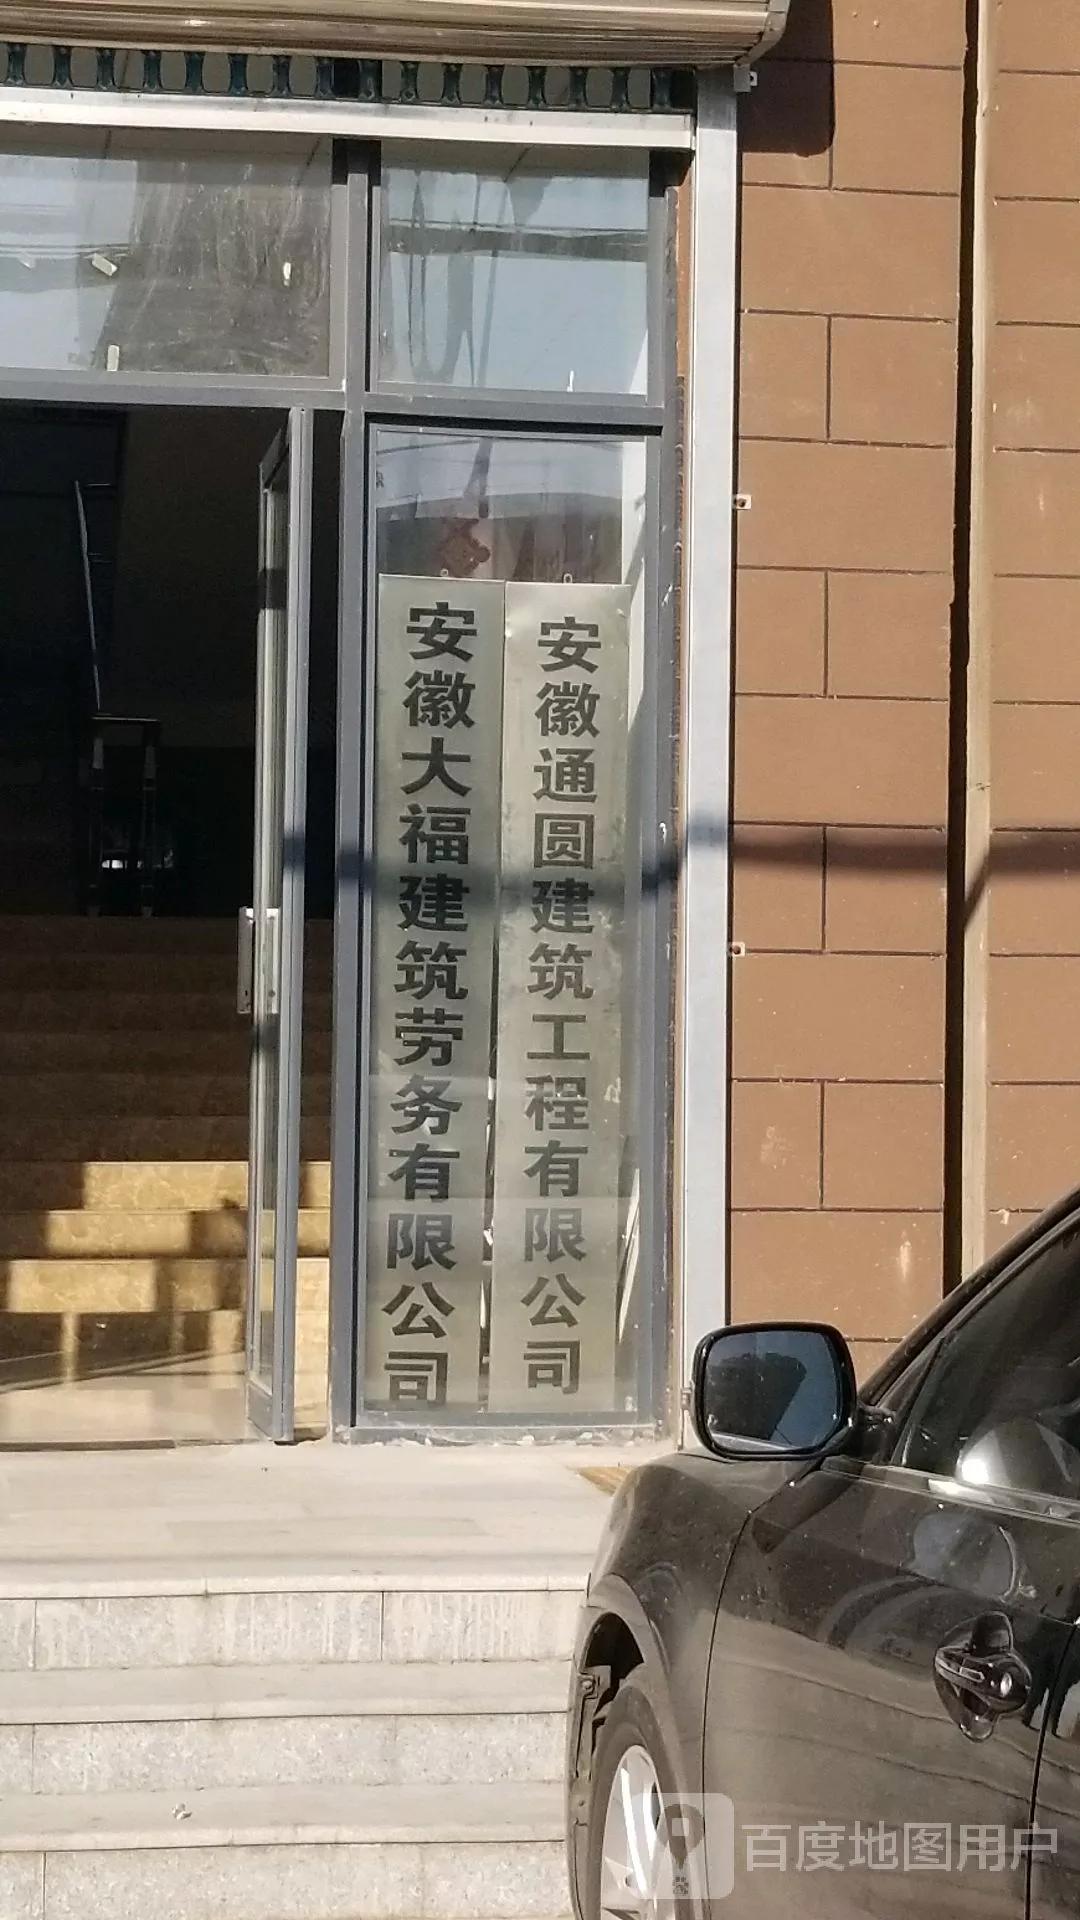 安徽大福建筑劳务有限公司
安徽通圆建筑工程有限公司
百度地图用户